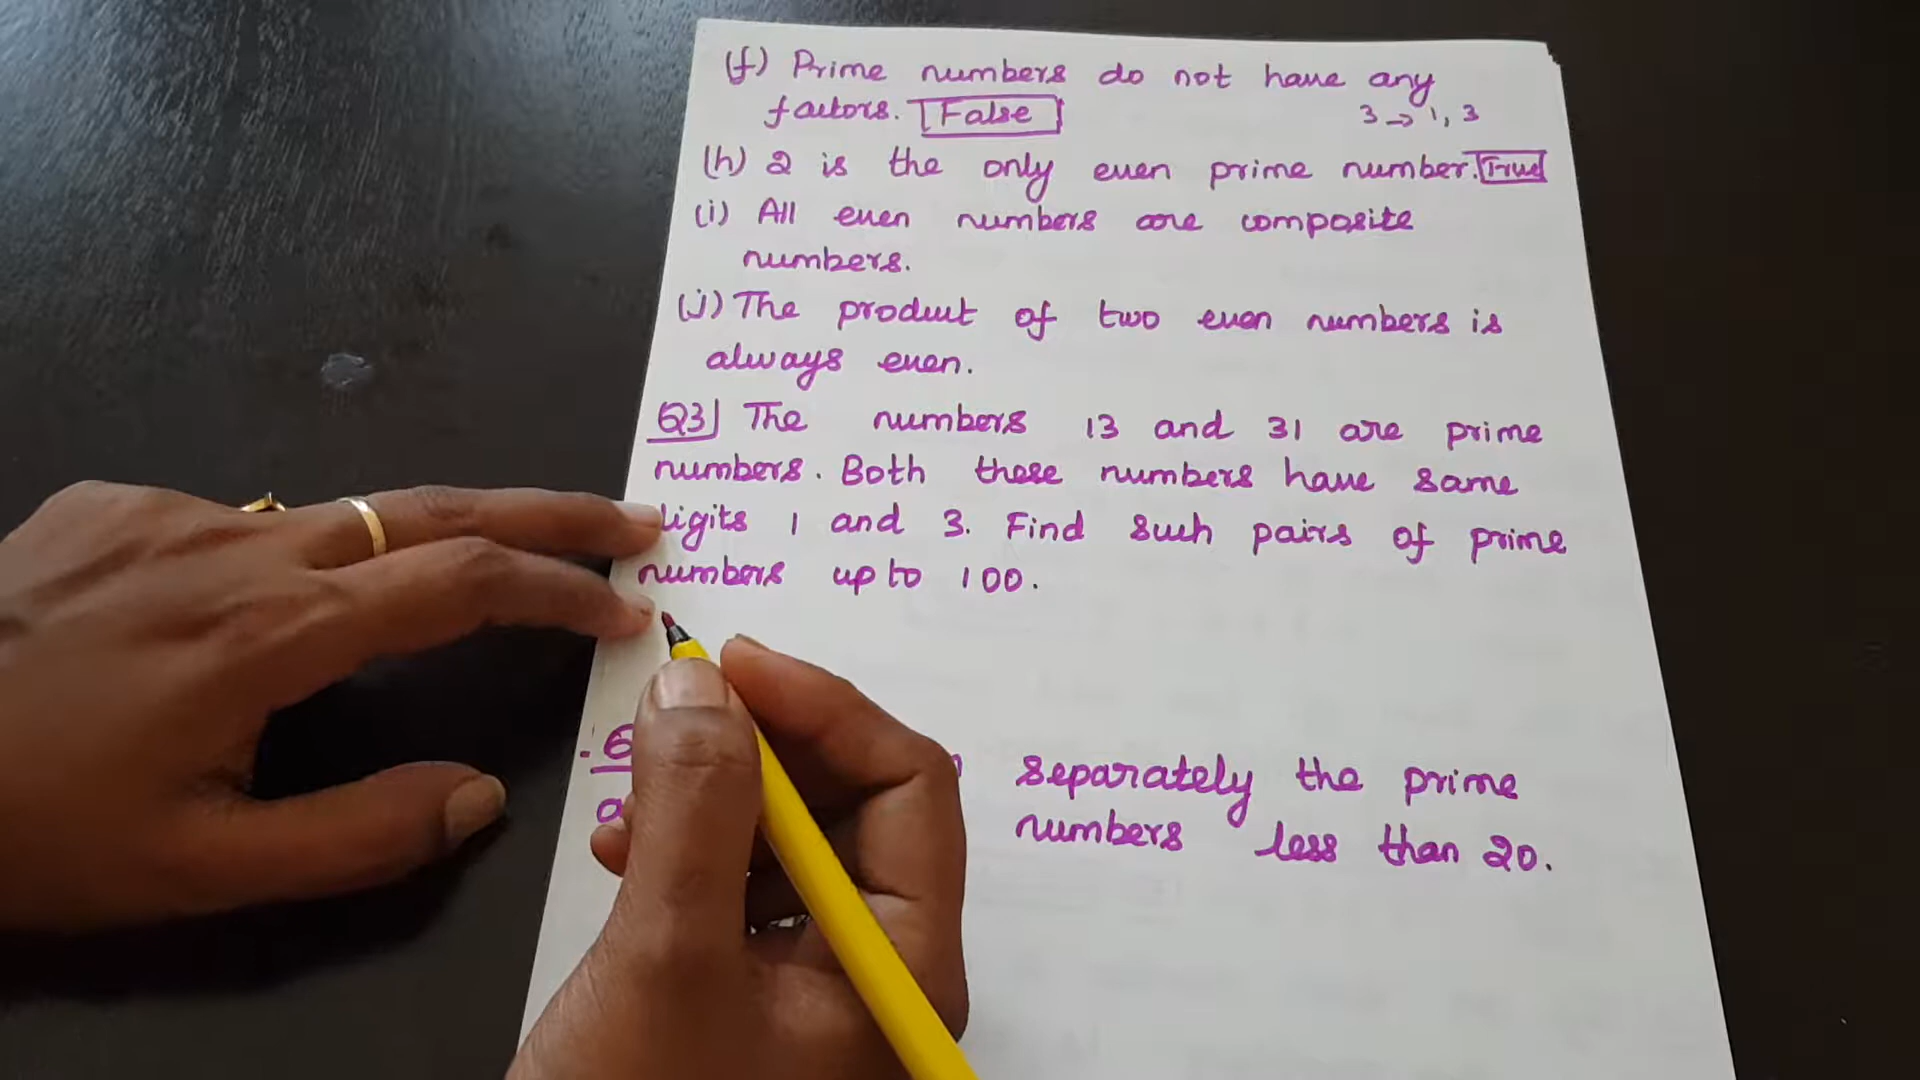 (f) Prime numbers do not have any
factors. False 3 → 1, 3
(h) 2 is the only even prime number. True
(i) All even numbers are composite
numbers.
(j) The product of two even numbers is
always even.
Q3 The numbers 13 and 31 are prime
numbers. Both these numbers have same
digits 1 and 3. Find such pairs of prime
numbers up to 100.
separately the prime
numbers less than 20.